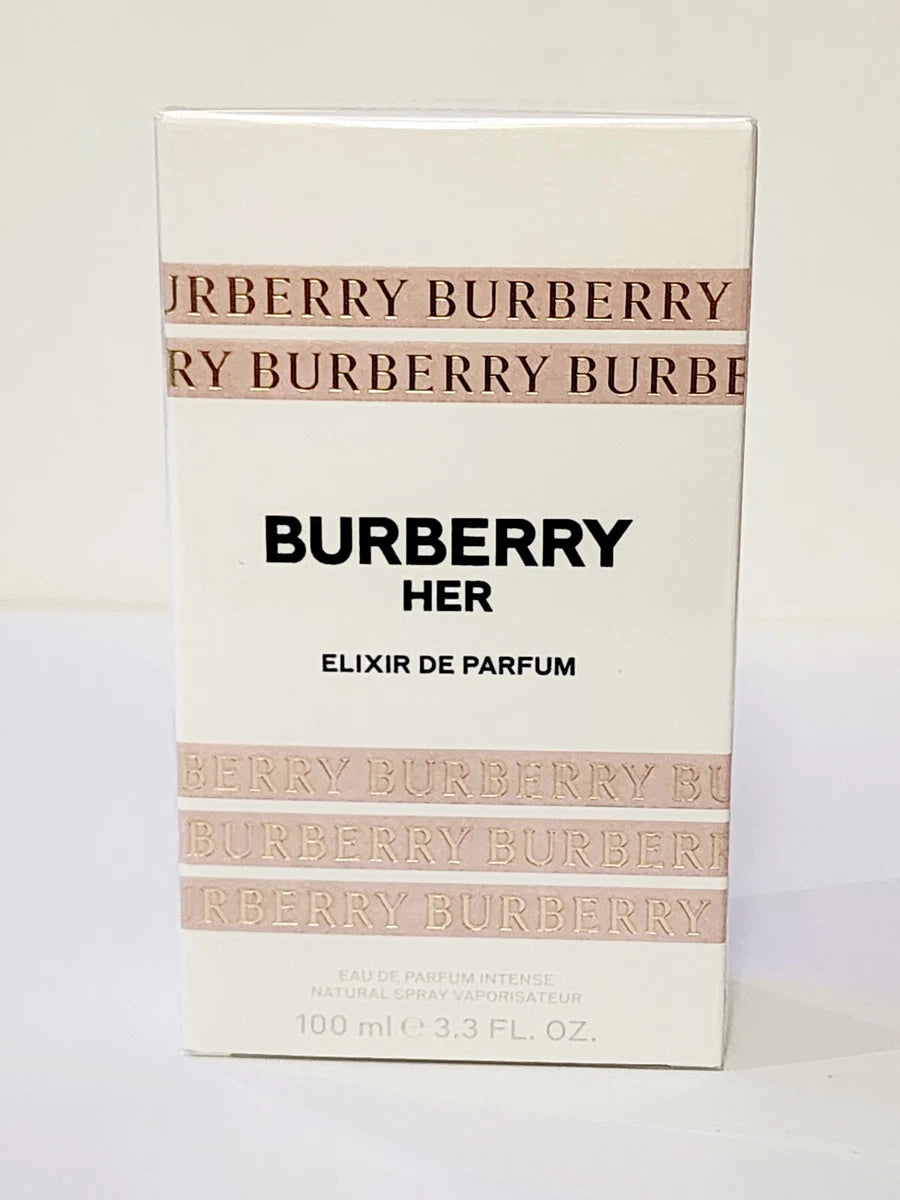 URBERRY BURBERRY
RY BURBERRY BURBE
BURBERRY
HER
ELIXIR DE PARFUM
BERRY BURBERRY BU
BURBERRY BURBERR
URBERRY BURBERRY
EAU DE PARFUM INTENSE
NATURAL SPRAY VAPORISATEUR
100 ml ℮ 3.3 FL. OZ.